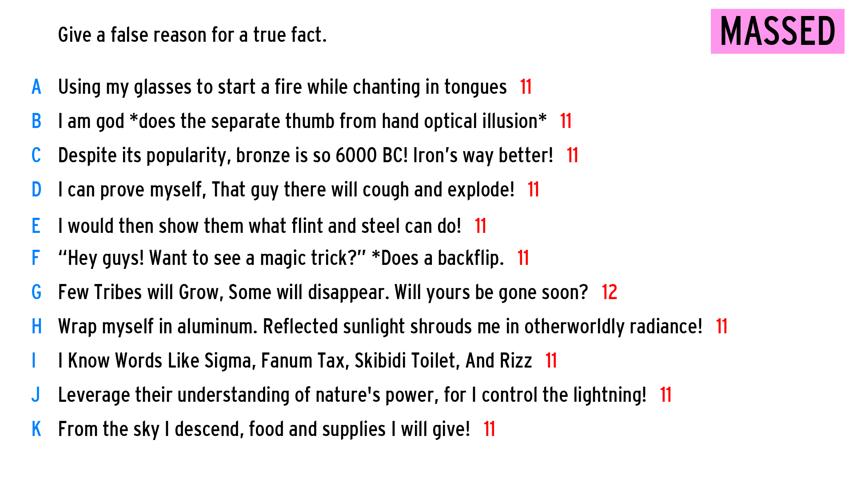 Give a false reason for a true fact.
MASSED
A Using my glasses to start a fire while chanting in tongues 11
B I am god *does the separate thumb from hand optical illusion* 11
C Despite its popularity, bronze is so 6000 BC! Iron's way better! 11
D I can prove myself, That guy there will cough and explode! 11
E I would then show them what flint and steel can do! 11
F “Hey guys! Want to see a magic trick?” *Does a backflip. 11
G Few Tribes will Grow, Some will disappear. Will yours be gone soon? 12
H Wrap myself in aluminum. Reflected sunlight shrouds me in otherworldly radiance! 11
I I Know Words Like Sigma, Fanum Tax, Skibidi Toilet, And Rizz 11
J Leverage their understanding of nature's power, for I control the lightning! 11
K From the sky I descend, food and supplies I will give! 11